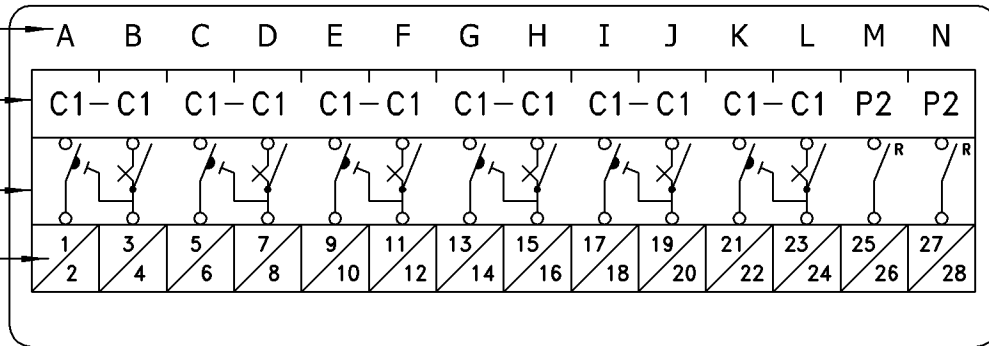 A B C D E F G H I J K L M N
C1-C1 C1-C1 C1-C1 C1-C1 C1-C1 C1-C1 P2 P2
R R
1 3 5 7 9 11 13 15 17 19 21 23 25 27
2 4 6 8 10 12 14 16 18 20 22 24 26 28